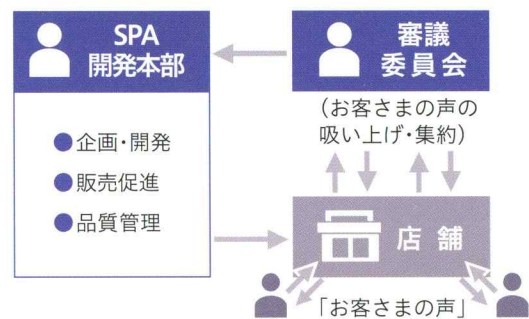 SPA
開発本部
●企画・開発
●販売促進
●品質管理
審議
委員会
（お客さまの声の
吸い上げ・集約）
店舗
「お客さまの声」